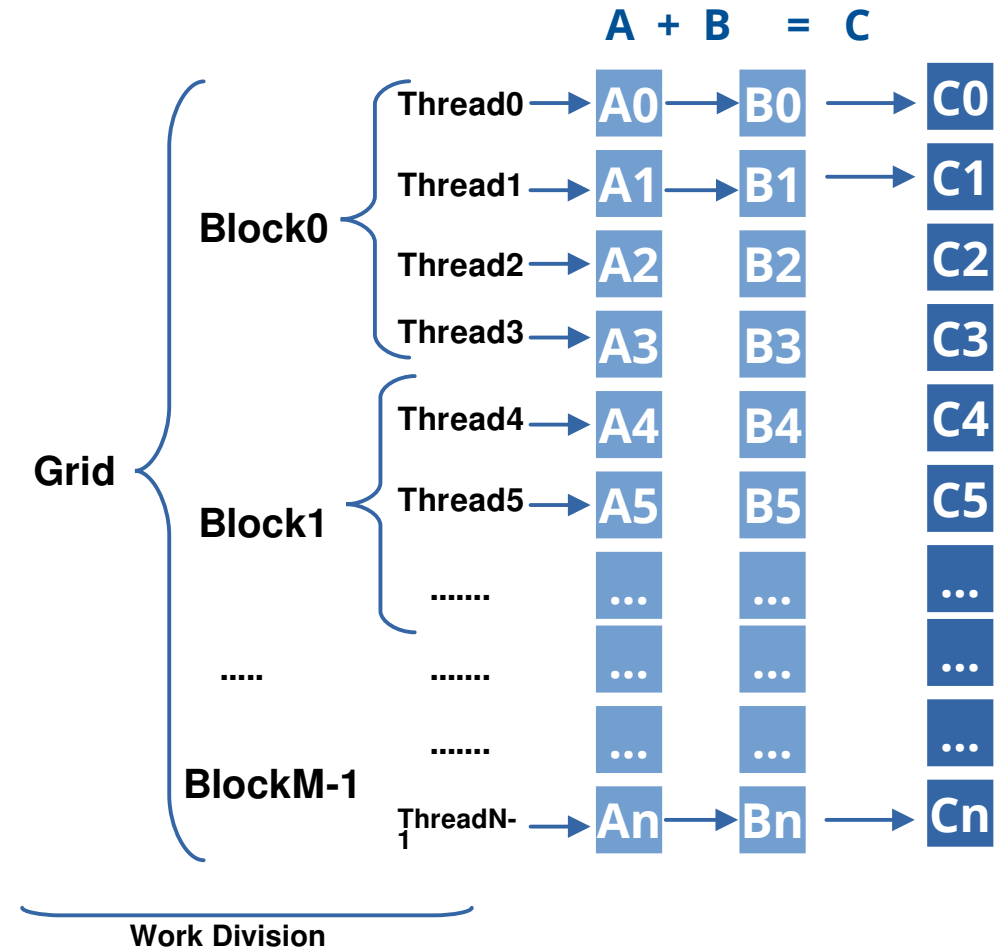 A + B = C
Thread0 A0 B0 C0
Thread1 A1 B1 C1
Block0
Thread2 A2 B2 C2
Thread3 A3 B3 C3
Thread4 A4 B4 C4
Grid
Thread5 A5 B5 C5
Block1
....... ... ... ...
..... ....... ... ... ...
....... ... ... ...
BlockM-1
ThreadN- An Bn Cn
1
Work Division